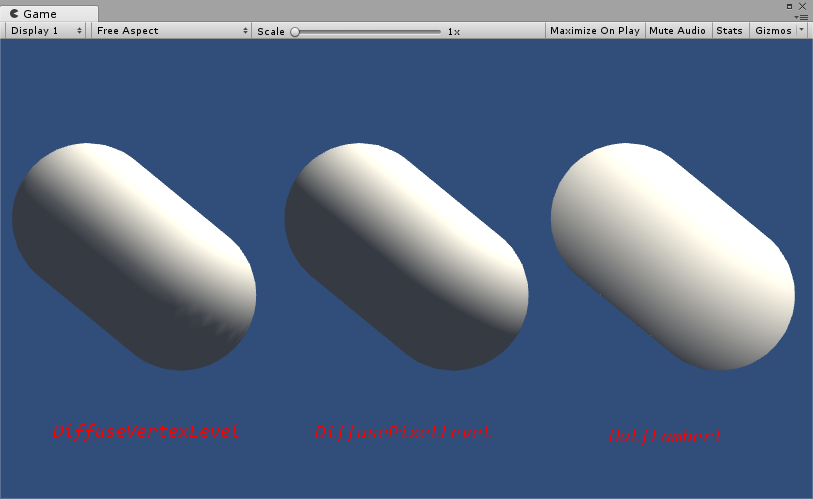 Game
Display 1
Free Aspect
Scale
1x
Maximize On Play
Mute Audio
Stats
Gizmos
DiffuseVertexLevel
DiffusePixelLevel
HalfLambert